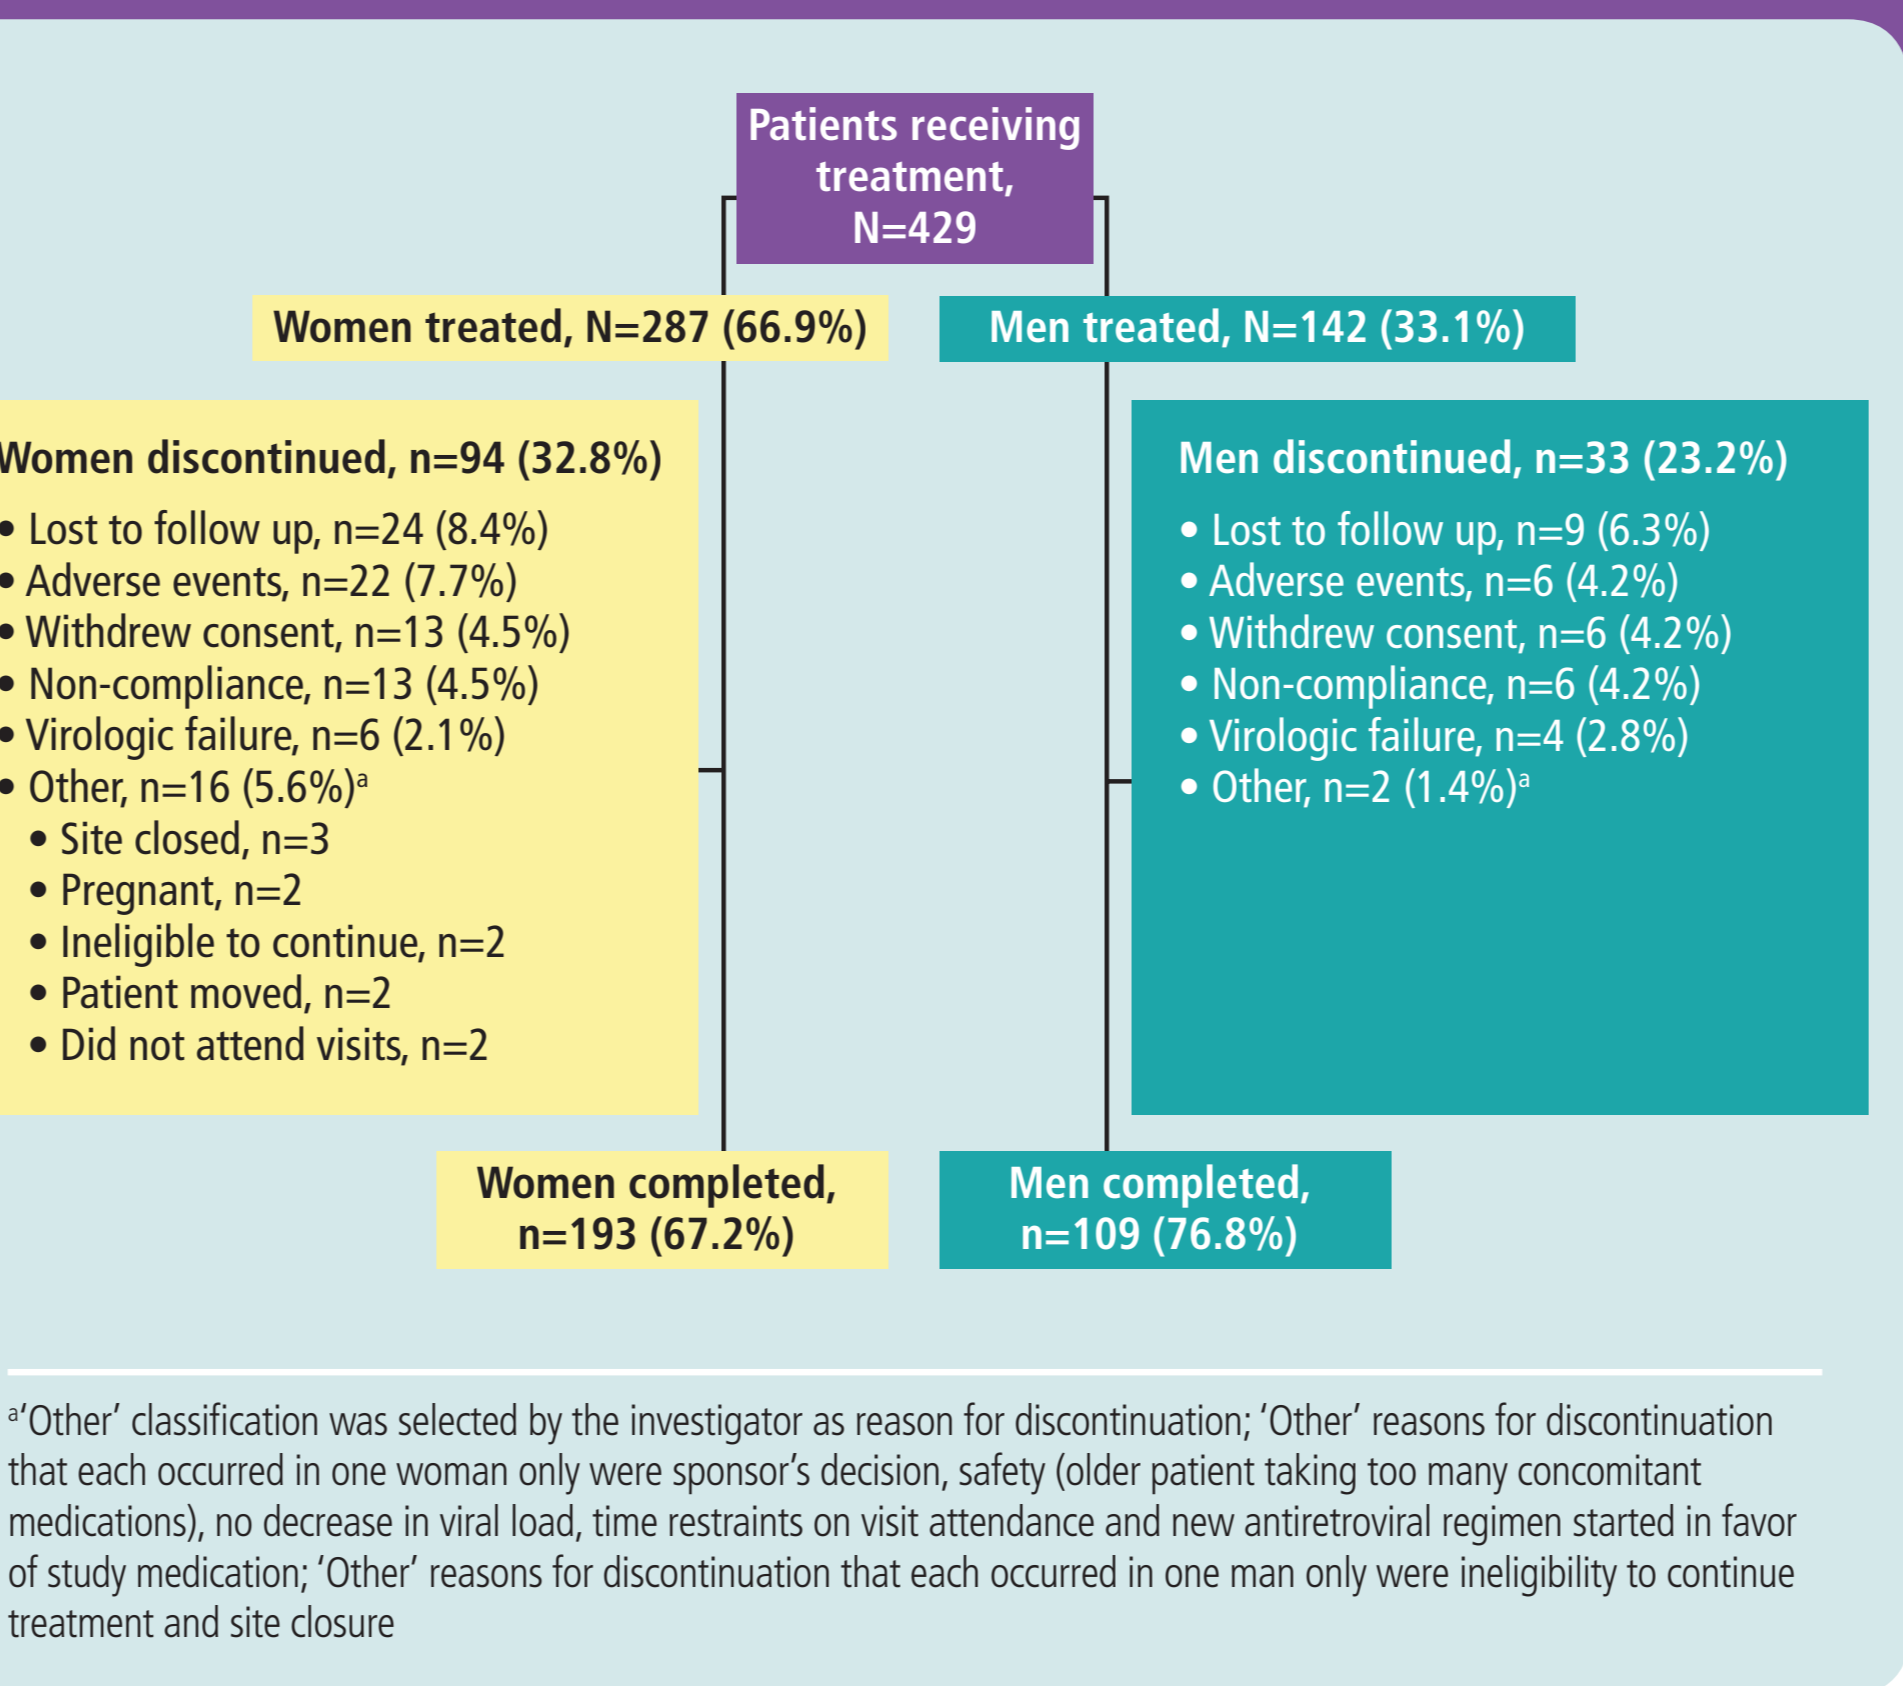 Patients receiving
treatment,
N=429
Women treated, N=287 (66.9%)
Men treated, N=142 (33.1%)
Women discontinued, n=94 (32.8%)
• Lost to follow up, n=24 (8.4%)
• Adverse events, n=22 (7.7%)
• Withdrew consent, n=13 (4.5%)
• Non-compliance, n=13 (4.5%)
• Virologic failure, n=6 (2.1%)
• Other, n=16 (5.6%)ᵃ
• Site closed, n=3
• Pregnant, n=2
• Ineligible to continue, n=2
• Patient moved, n=2
• Did not attend visits, n=2
Men discontinued, n=33 (23.2%)
• Lost to follow up, n=9 (6.3%)
• Adverse events, n=6 (4.2%)
• Withdrew consent, n=6 (4.2%)
• Non-compliance, n=6 (4.2%)
• Virologic failure, n=4 (2.8%)
• Other, n=2 (1.4%)ᵃ
Women completed,
n=193 (67.2%)
Men completed,
n=109 (76.8%)
ᵃ‘Other’ classification was selected by the investigator as reason for discontinuation; ‘Other’ reasons for discontinuation
that each occurred in one woman only were sponsor’s decision, safety (older patient taking too many concomitant
medications), no decrease in viral load, time restraints on visit attendance and new antiretroviral regimen started in favor
of study medication; ‘Other’ reasons for discontinuation that each occurred in one man only were ineligibility to continue
treatment and site closure